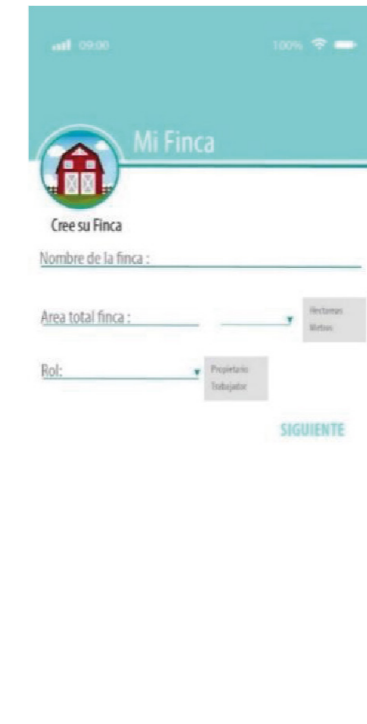 09:00 100%
Mi Finca
Cree su Finca
Nombre de la finca :
Area total finca :
Hectareas
Metros
Rol:
Propietario
Trabajador
SIGUIENTE